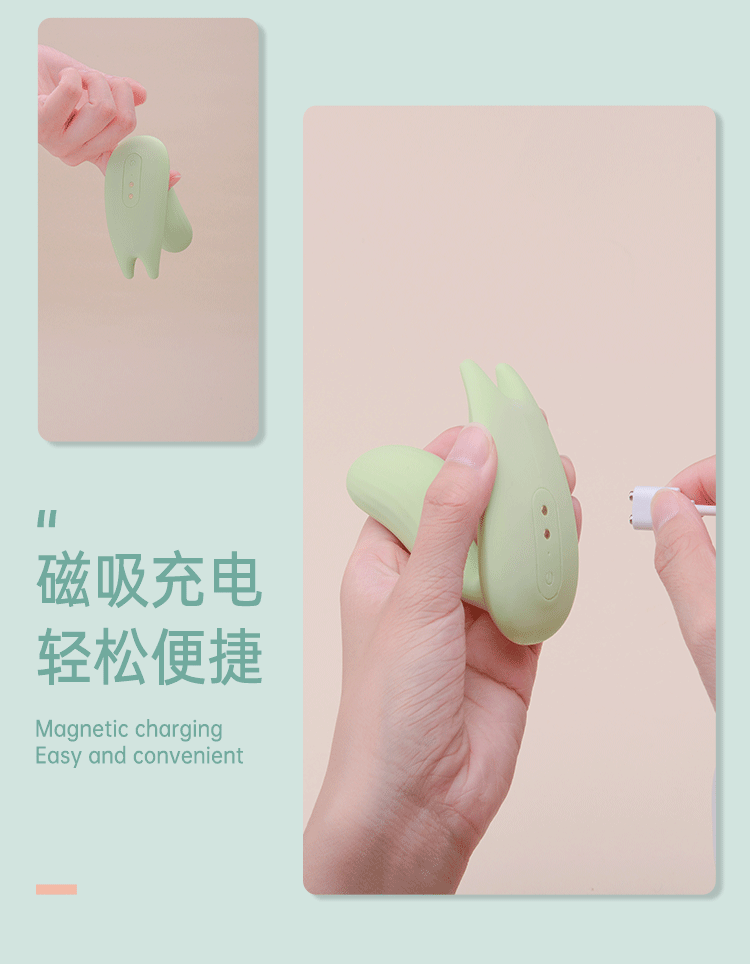 磁吸充电
轻松便捷
Magnetic charging
Easy and convenient